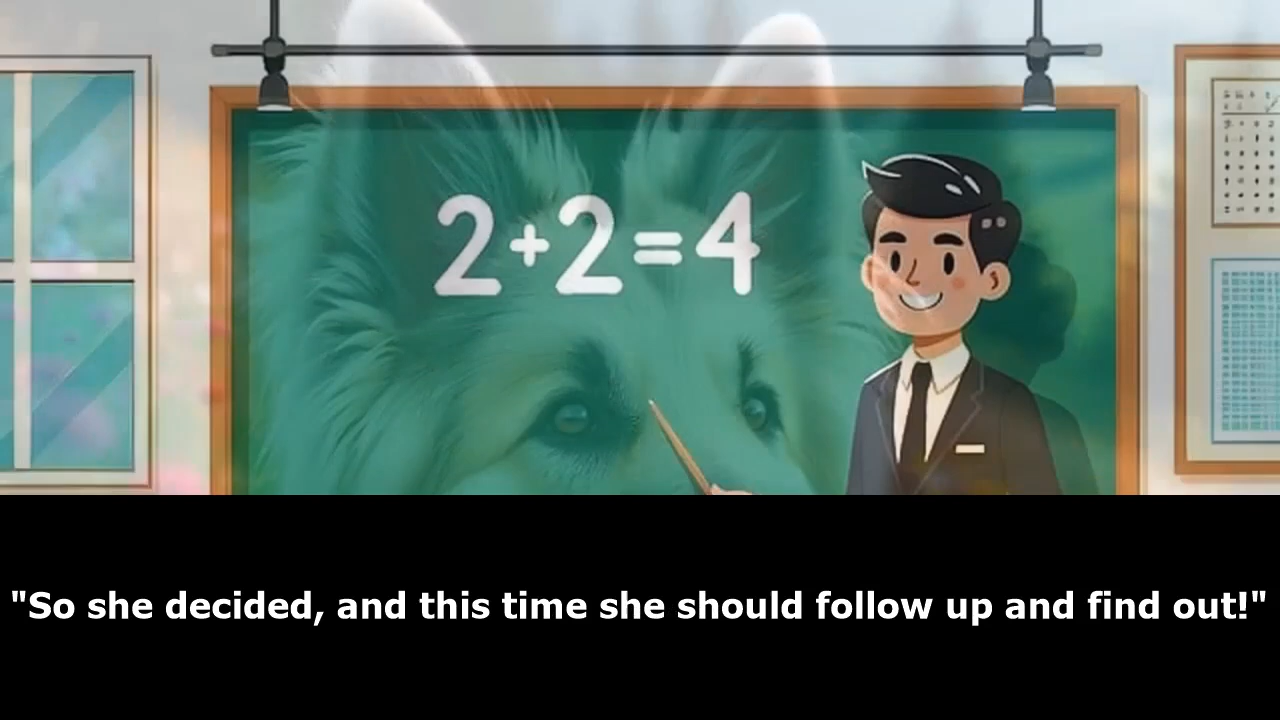 2+2=4
"So she decided, and this time she should follow up and find out!"